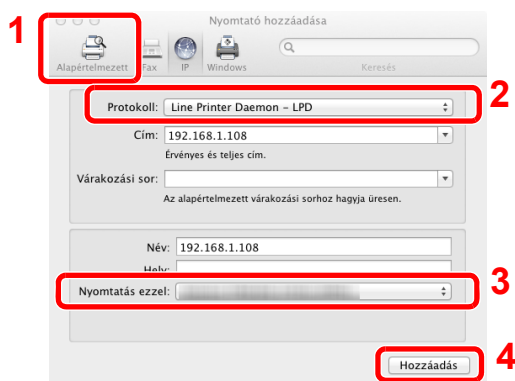 1
Nyomtató hozzáadása
Alapértelmezett Fax IP Windows Keresés
2
Protokoll: Line Printer Daemon – LPD
Cím: 192.168.1.108
Érvényes és teljes cím.
Várakozási sor:
Az alapértelmezett várakozási sorhoz hagyja üresen.
Név: 192.168.1.108
Hely:
3
Nyomtatás ezzel:
4
Hozzáadás